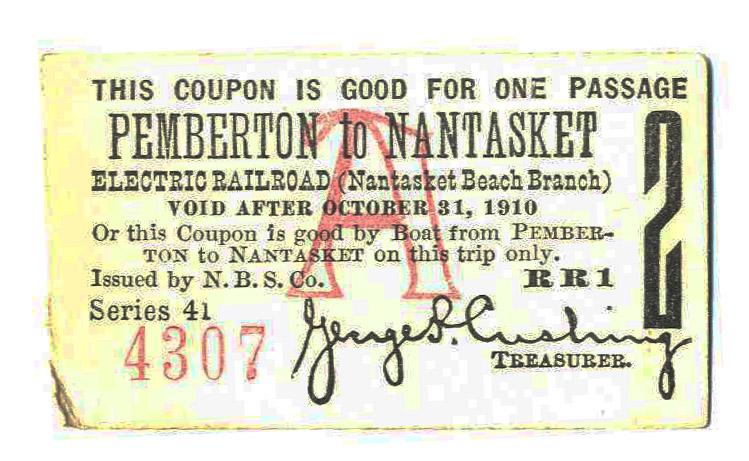 THIS COUPON IS GOOD FOR ONE PASSAGE
PEMBERTON to NANTASKET
ELECTRIC RAILROAD (Nantasket Beach Branch)
VOID AFTER OCTOBER 31, 1910
Or this Coupon is good by Boat from PEMBER-
TON to NANTASKET on this trip only.
Issued by N. B. S. Co. RR1
Series 41
4307
George P. Cushing
TREASURER.
A
2